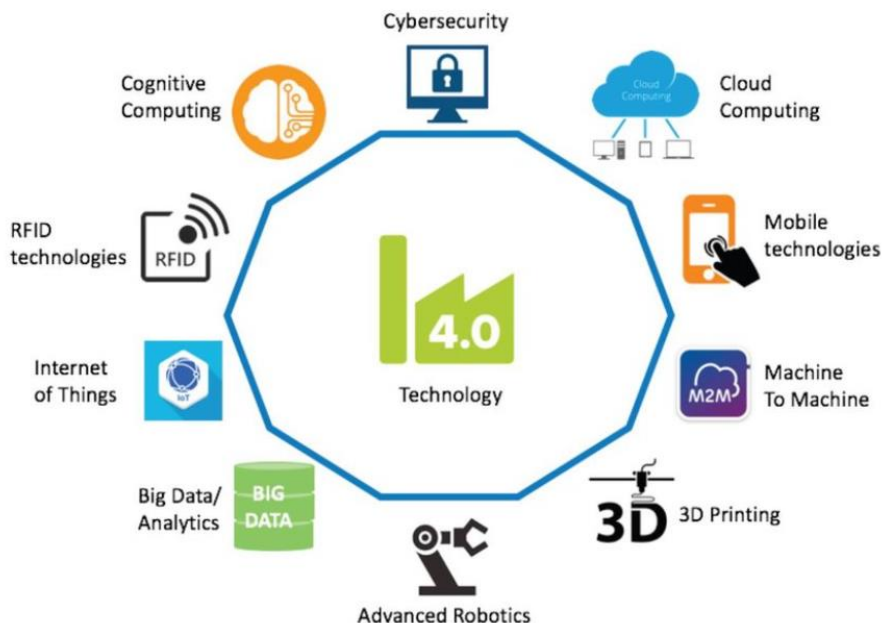 Cybersecurity
Cognitive
Computing
Cloud
Computing
Cloud
Computing
RFID
technologies
RFID
Mobile
technologies
4.0
Technology
Internet
of Things
IoT
M2M
Machine
To Machine
Big Data/
Analytics
BIG
DATA
3D
3D Printing
Advanced Robotics